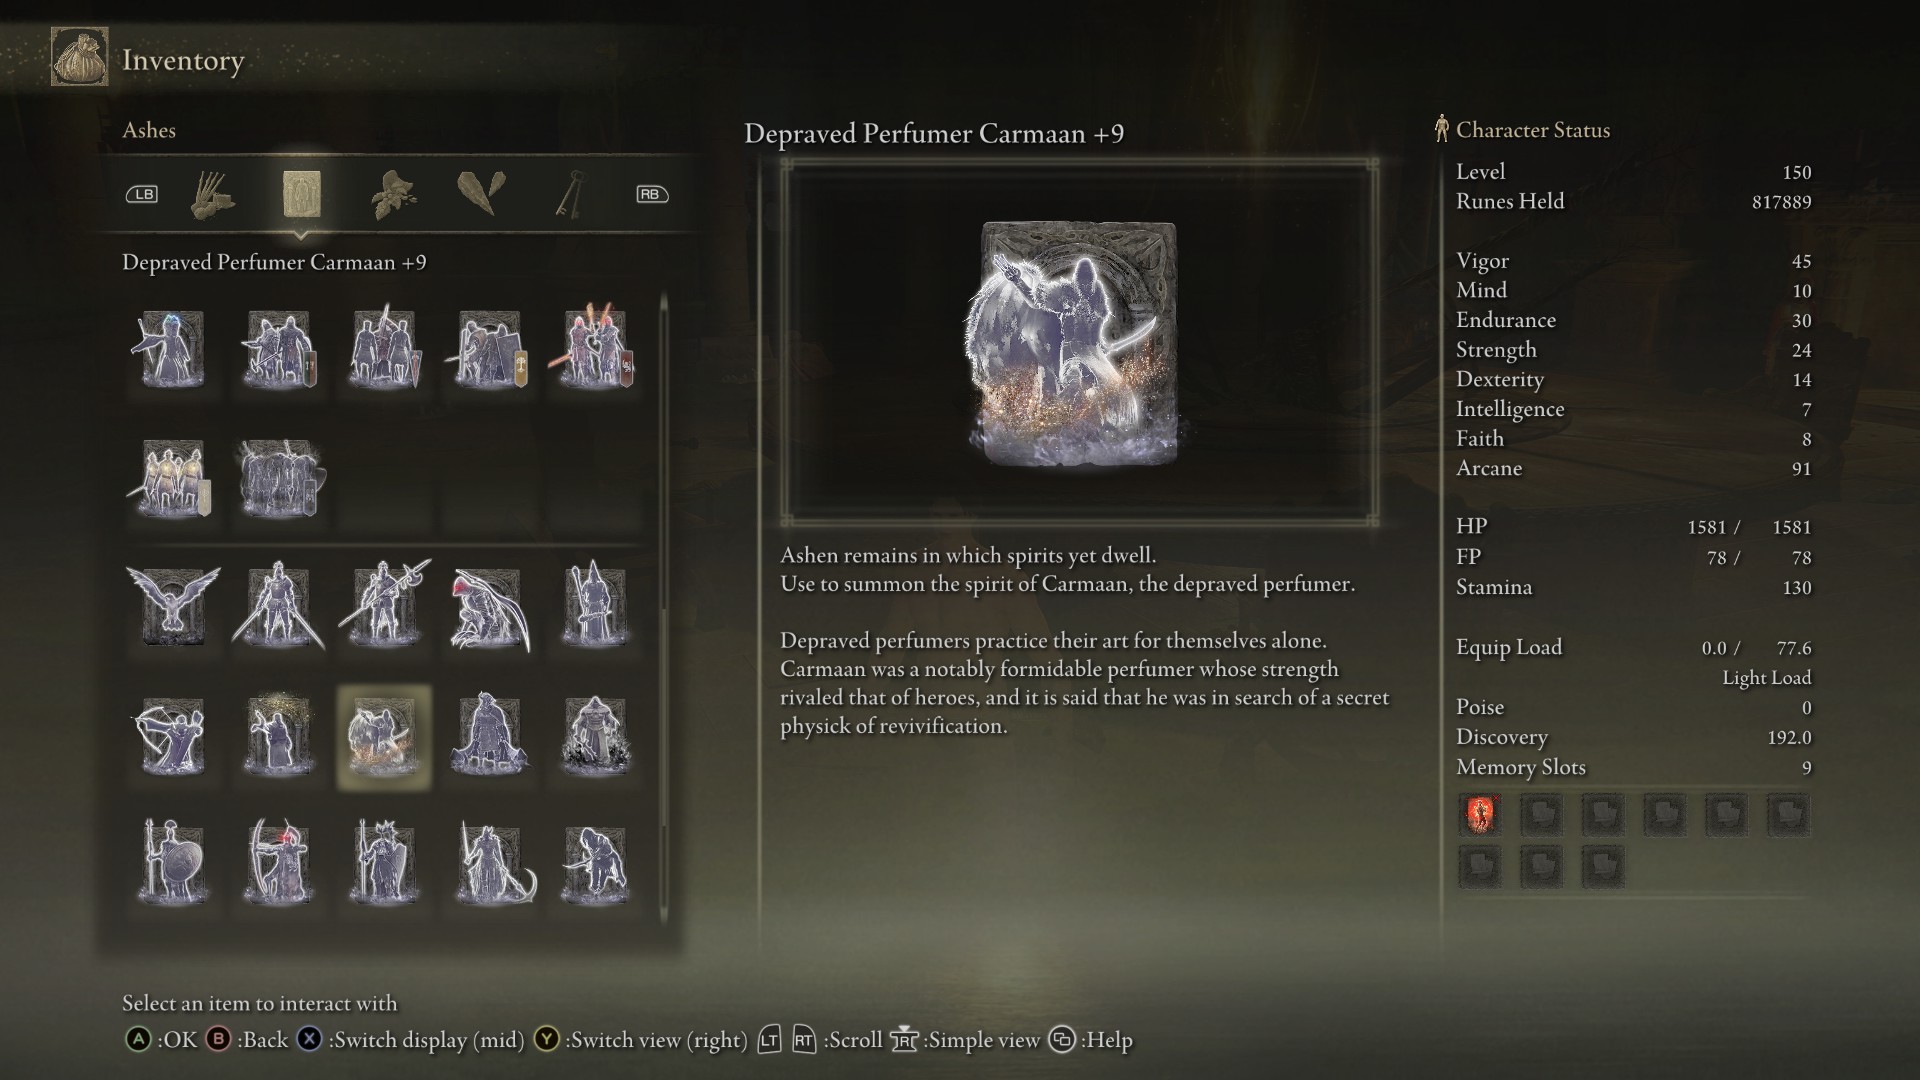 Inventory
Ashes
LB
RB
Depraved Perfumer Carmaan +9
Depraved Perfumer Carmaan +9
Ashen remains in which spirits yet dwell.
Use to summon the spirit of Carmaan, the depraved perfumer.
Depraved perfumers practice their art for themselves alone.
Carmaan was a notably formidable perfumer whose strength
rivaled that of heroes, and it is said that he was in search of a secret
physick of revivification.
Character Status
Level 150
Runes Held 817889
Vigor 45
Mind 10
Endurance 30
Strength 24
Dexterity 14
Intelligence 7
Faith 8
Arcane 91
HP 1581 / 1581
FP 78 / 78
Stamina 130
Equip Load 0.0 / 77.6
Light Load
Poise 0
Discovery 192.0
Memory Slots 9
Select an item to interact with
A :OK B :Back X :Switch display (mid) Y :Switch view (right) LT RT :Scroll R :Simple view :Help